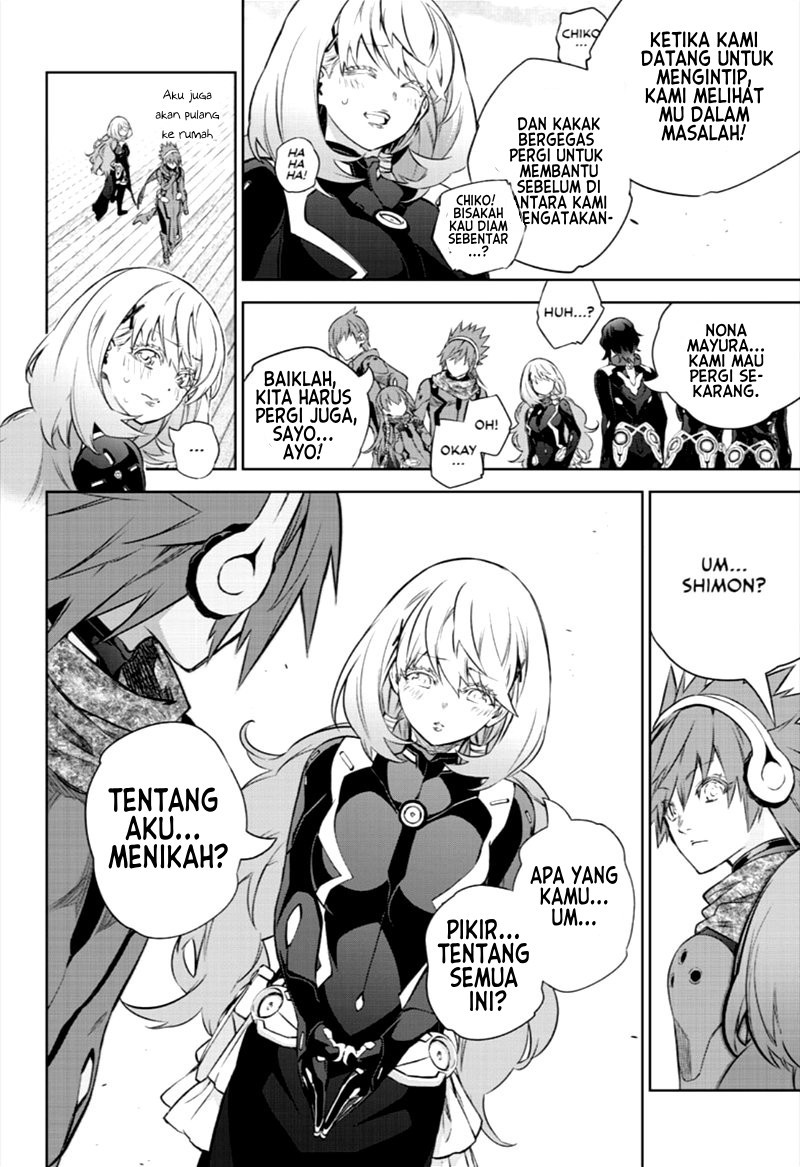 KETIKA KAMI
DATANG UNTUK
MENGINTIP,
KAMI MELIHAT
MU DALAM
MASALAH!
CHIKO
...
DAN KAKAK
BERGEGAS
PERGI UNTUK
MEMBANTU
SEBELUM DI
ANTARA KAMI
MENGATAKAN-
CHIKO!
BISAKAH
KAU DIAM
SEBENTAR
...?
HA
HA
HA!
NONA
MAYURA...
KAMI MAU
PERGI SE-
KARANG.
HUH...?
OH!
OKAY
...
BAIKLAH,
KITA HARUS
PERGI JUGA,
SAYO...
AYO!
Aku juga
akan pulang
ke rumah
...
UM...
SHIMON?
APA YANG
KAMU...
UM...
PIKIR...
TENTANG
SEMUA
INI?
TENTANG
AKU...
MENIKAH?